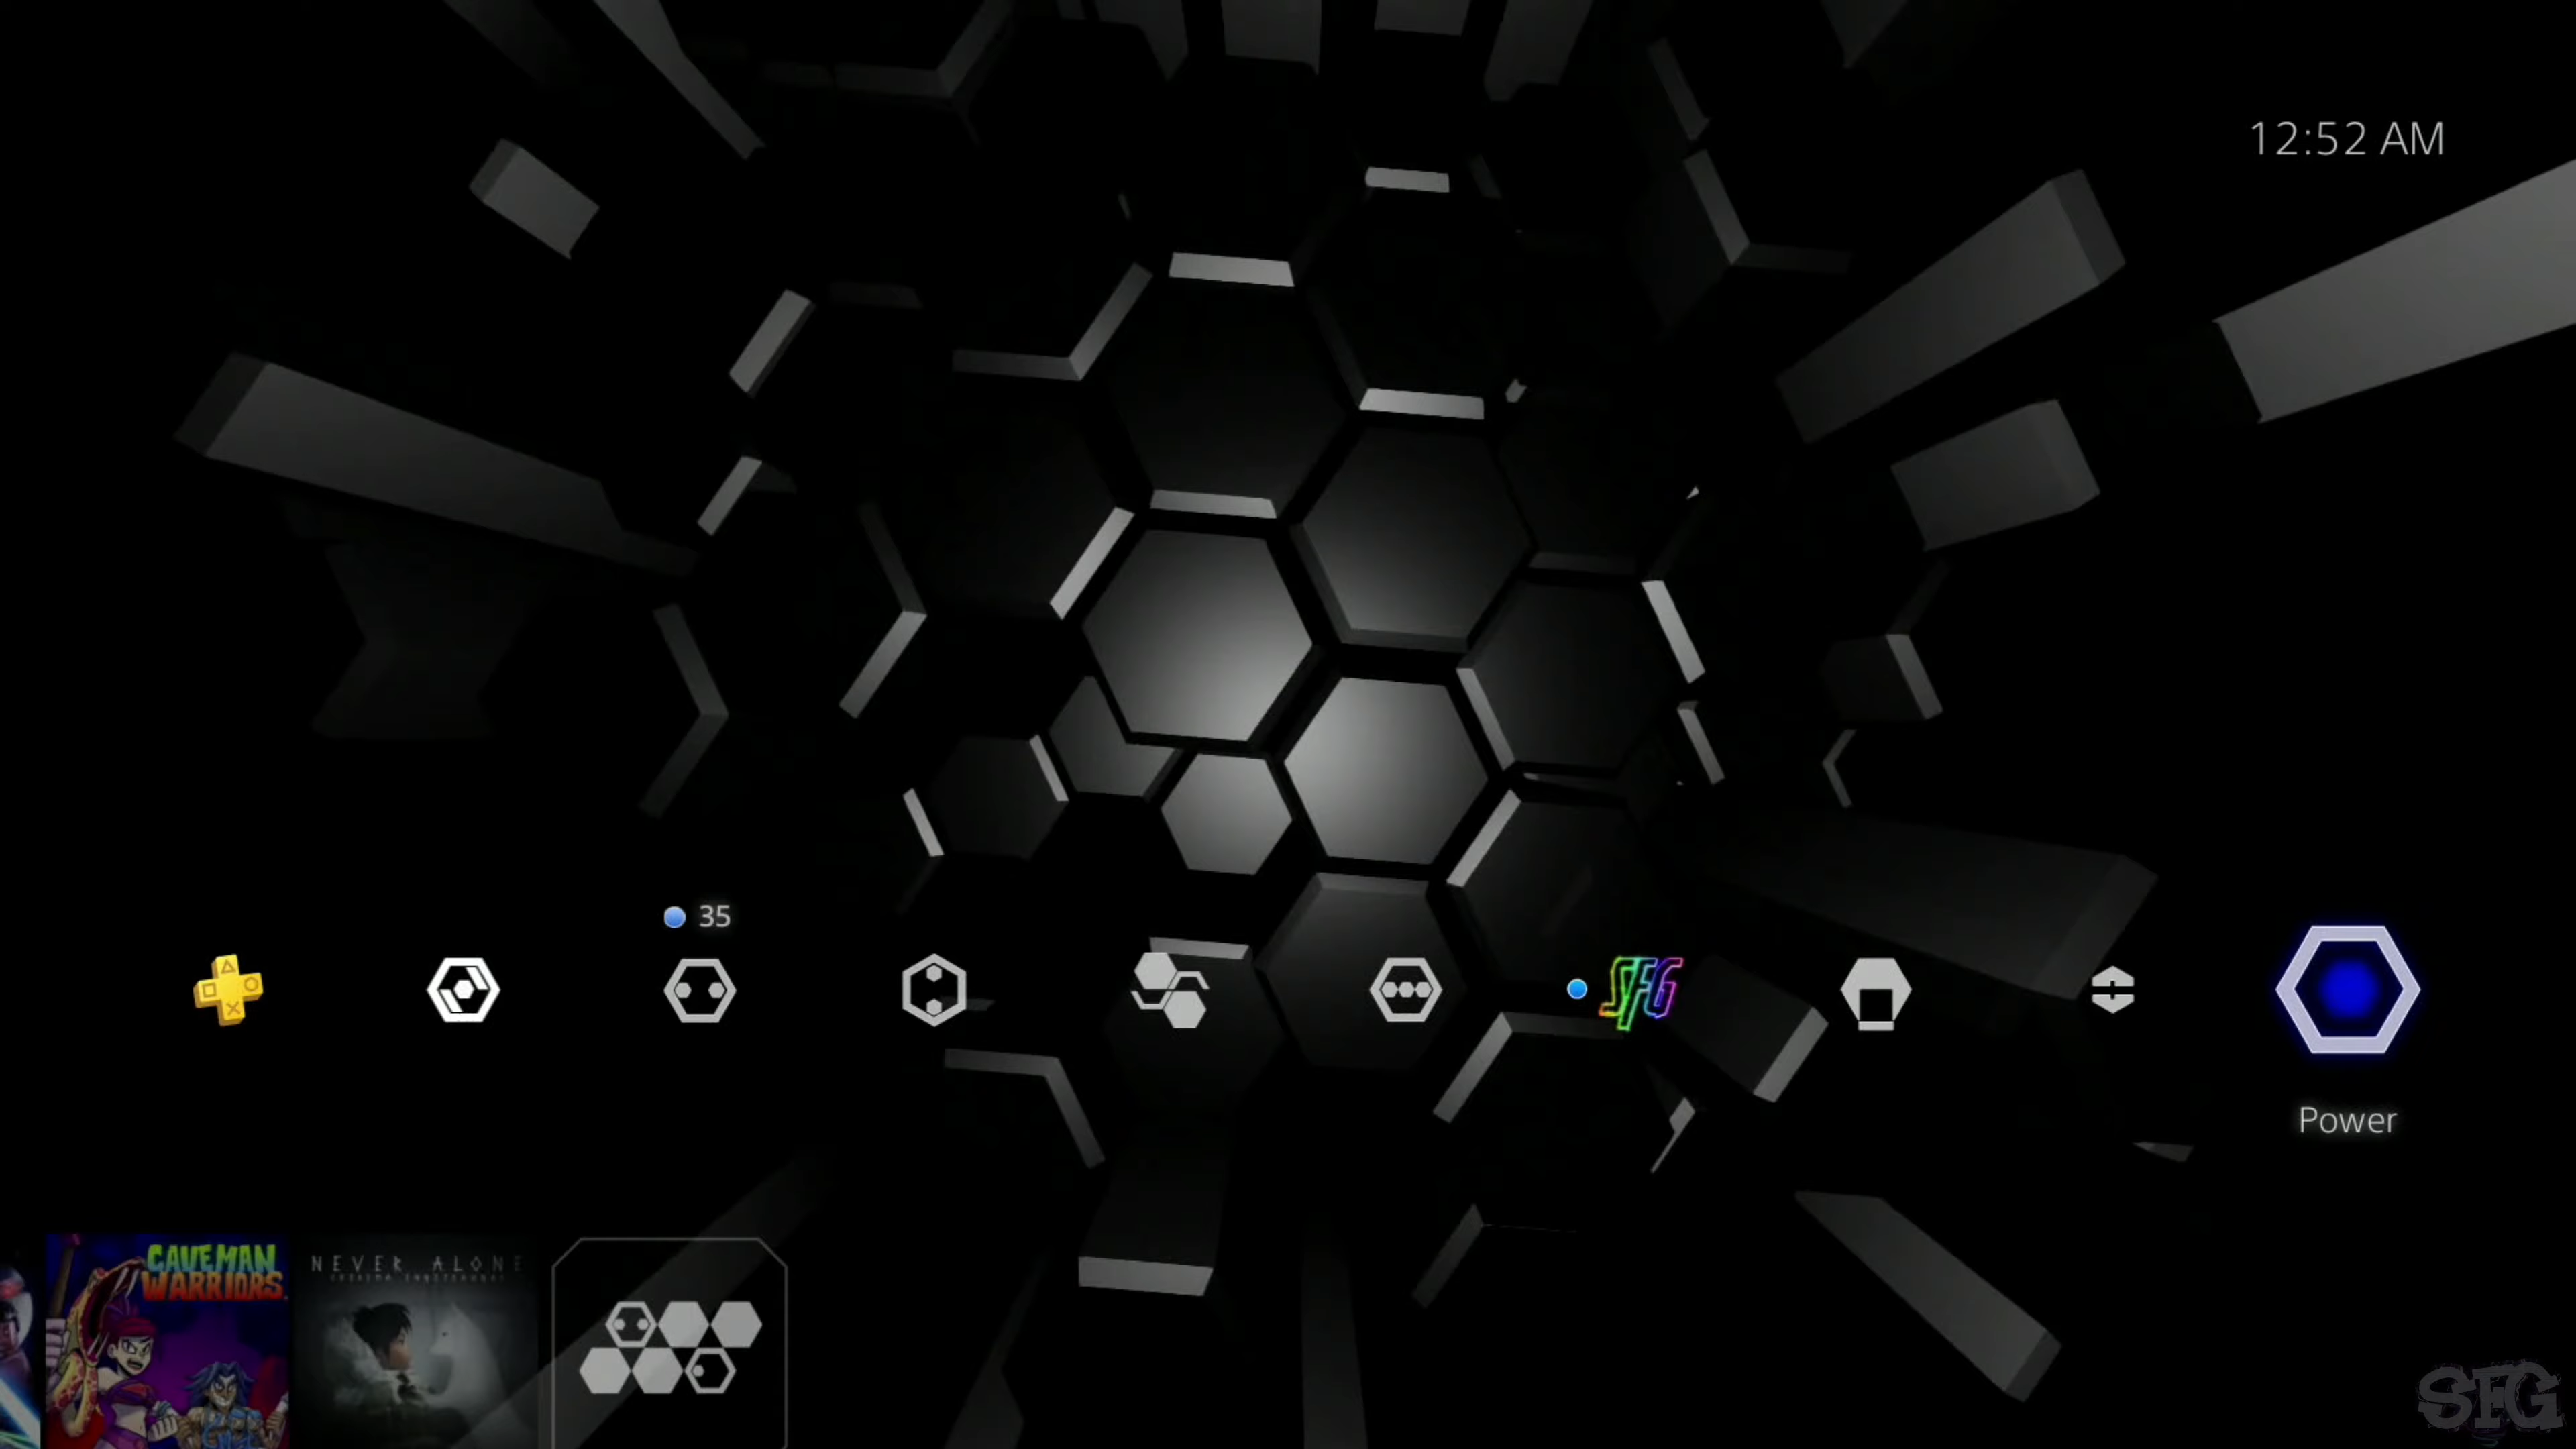 12:52 AM
35
SFG
Power
CAVEMAN
WARRIORS
NEVER ALONE
SFG